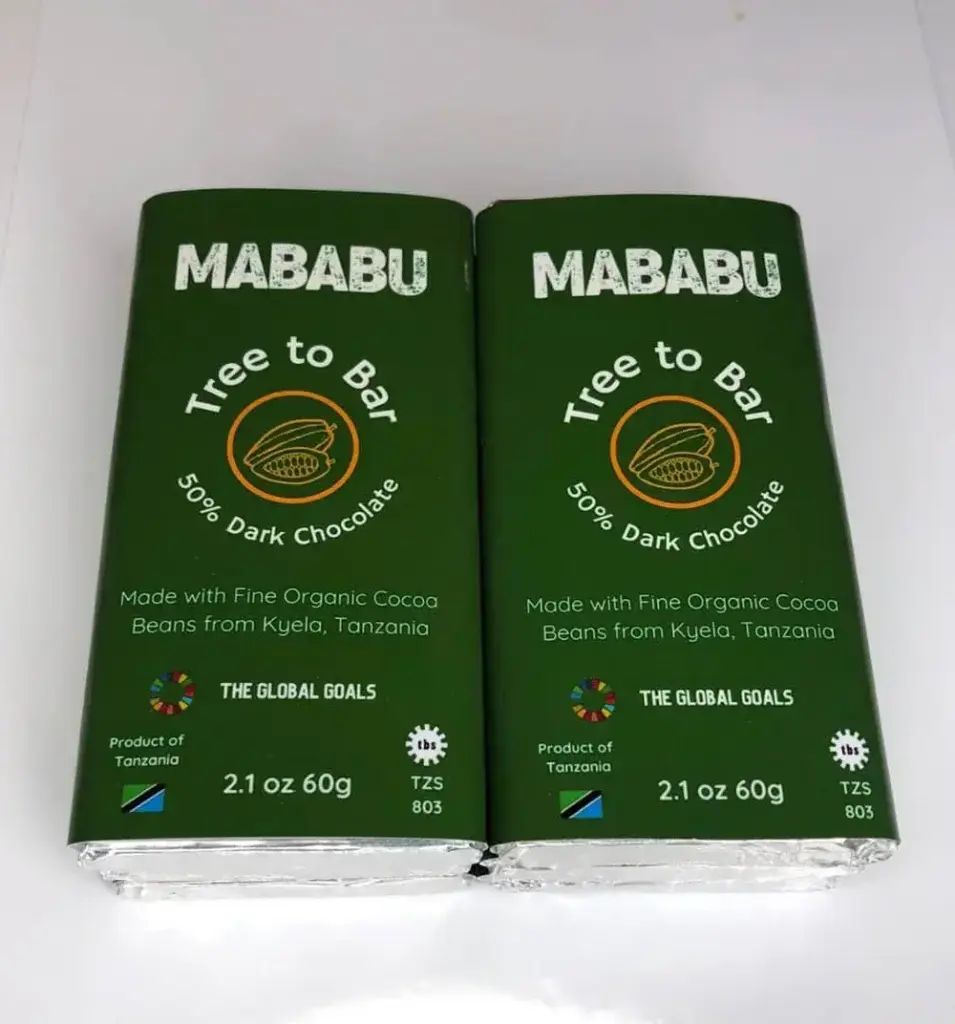 MABABU
Tree to Bar
50% Dark Chocolate
Made with Fine Organic Cocoa
Beans from Kyela, Tanzania
THE GLOBAL GOALS
Product of
Tanzania
2.1 oz 60g
tbs
TZS
803
MABABU
Tree to Bar
50% Dark Chocolate
Made with Fine Organic Cocoa
Beans from Kyela, Tanzania
THE GLOBAL GOALS
Product of
Tanzania
2.1 oz 60g
tbs
TZS
803